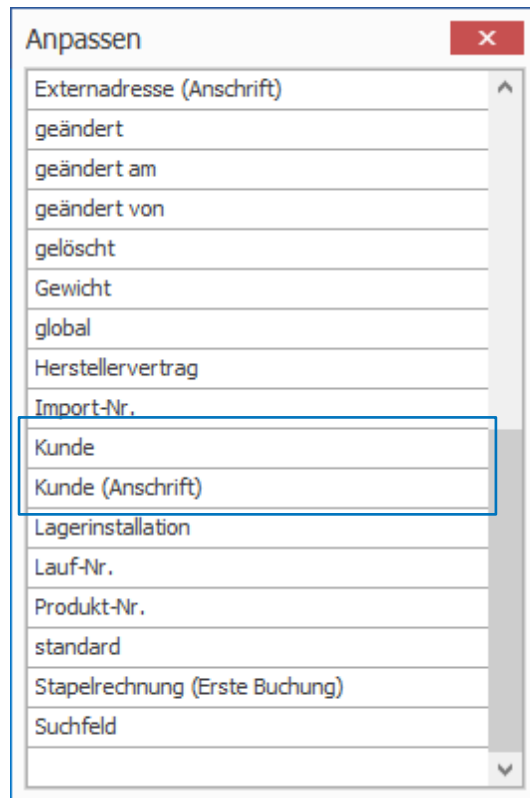 Anpassen
Externadresse (Anschrift)
geändert
geändert am
geändert von
gelöscht
Gewicht
global
Herstellervertrag
Import-Nr.
Kunde
Kunde (Anschrift)
Lagerinstallation
Lauf-Nr.
Produkt-Nr.
standard
Stapelrechnung (Erste Buchung)
Suchfeld